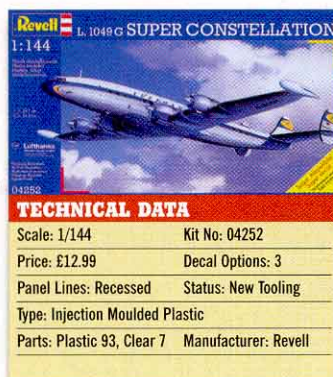 Revell L. 1049 G SUPER CONSTELLATION
1:144
Lufthansa
04252
TECHNICAL DATA
Scale: 1/144 Kit No: 04252
Price: £12.99 Decal Options: 3
Panel Lines: Recessed Status: New Tooling
Type: Injection Moulded Plastic
Parts: Plastic 93, Clear 7 Manufacturer: Revell